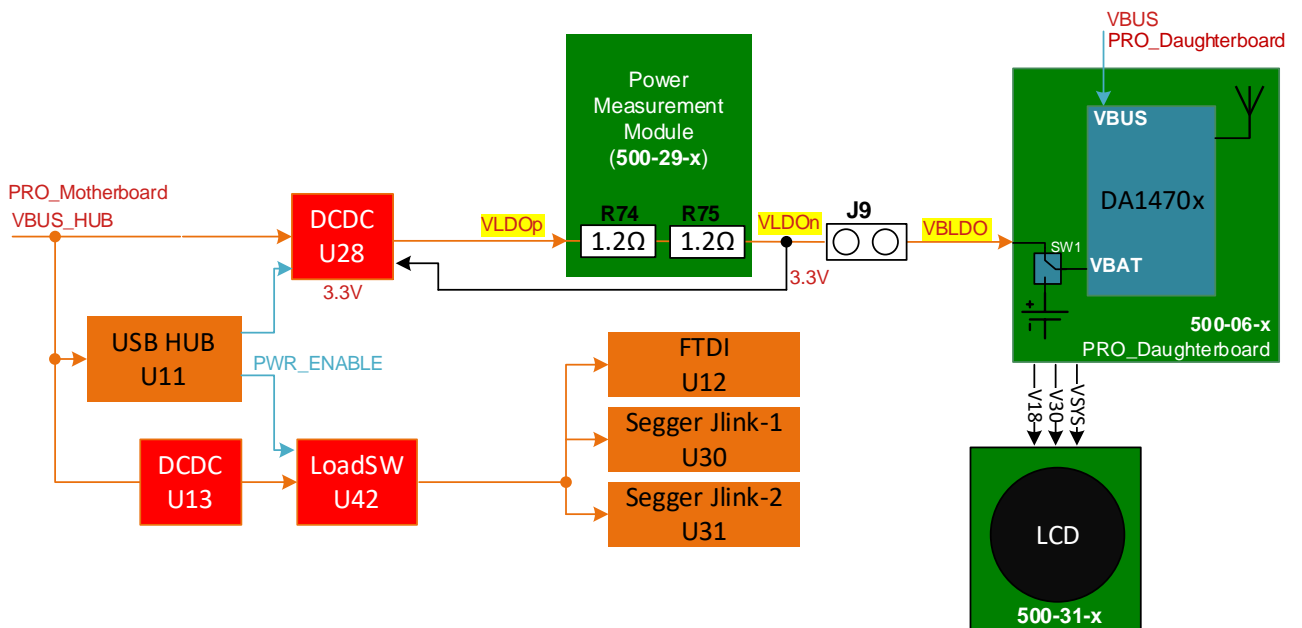 VBUS
PRO_Daughterboard
Power
Measurement
Module
(500-29-x)
VBUS
DA1470x
PRO_Motherboard
VBUS_HUB
DCDC
U28
3.3V
VLDOp
R74
1.2Ω
R75
1.2Ω
VLDOn
3.3V
J9
VBLDO
SW1
VBAT
+
-
500-06-x
PRO_Daughterboard
USB HUB
U11
PWR_ENABLE
FTDI
U12
Segger Jlink-1
U30
Segger Jlink-2
U31
DCDC
U13
LoadSW
U42
V18
V30
VSYS
LCD
500-31-x